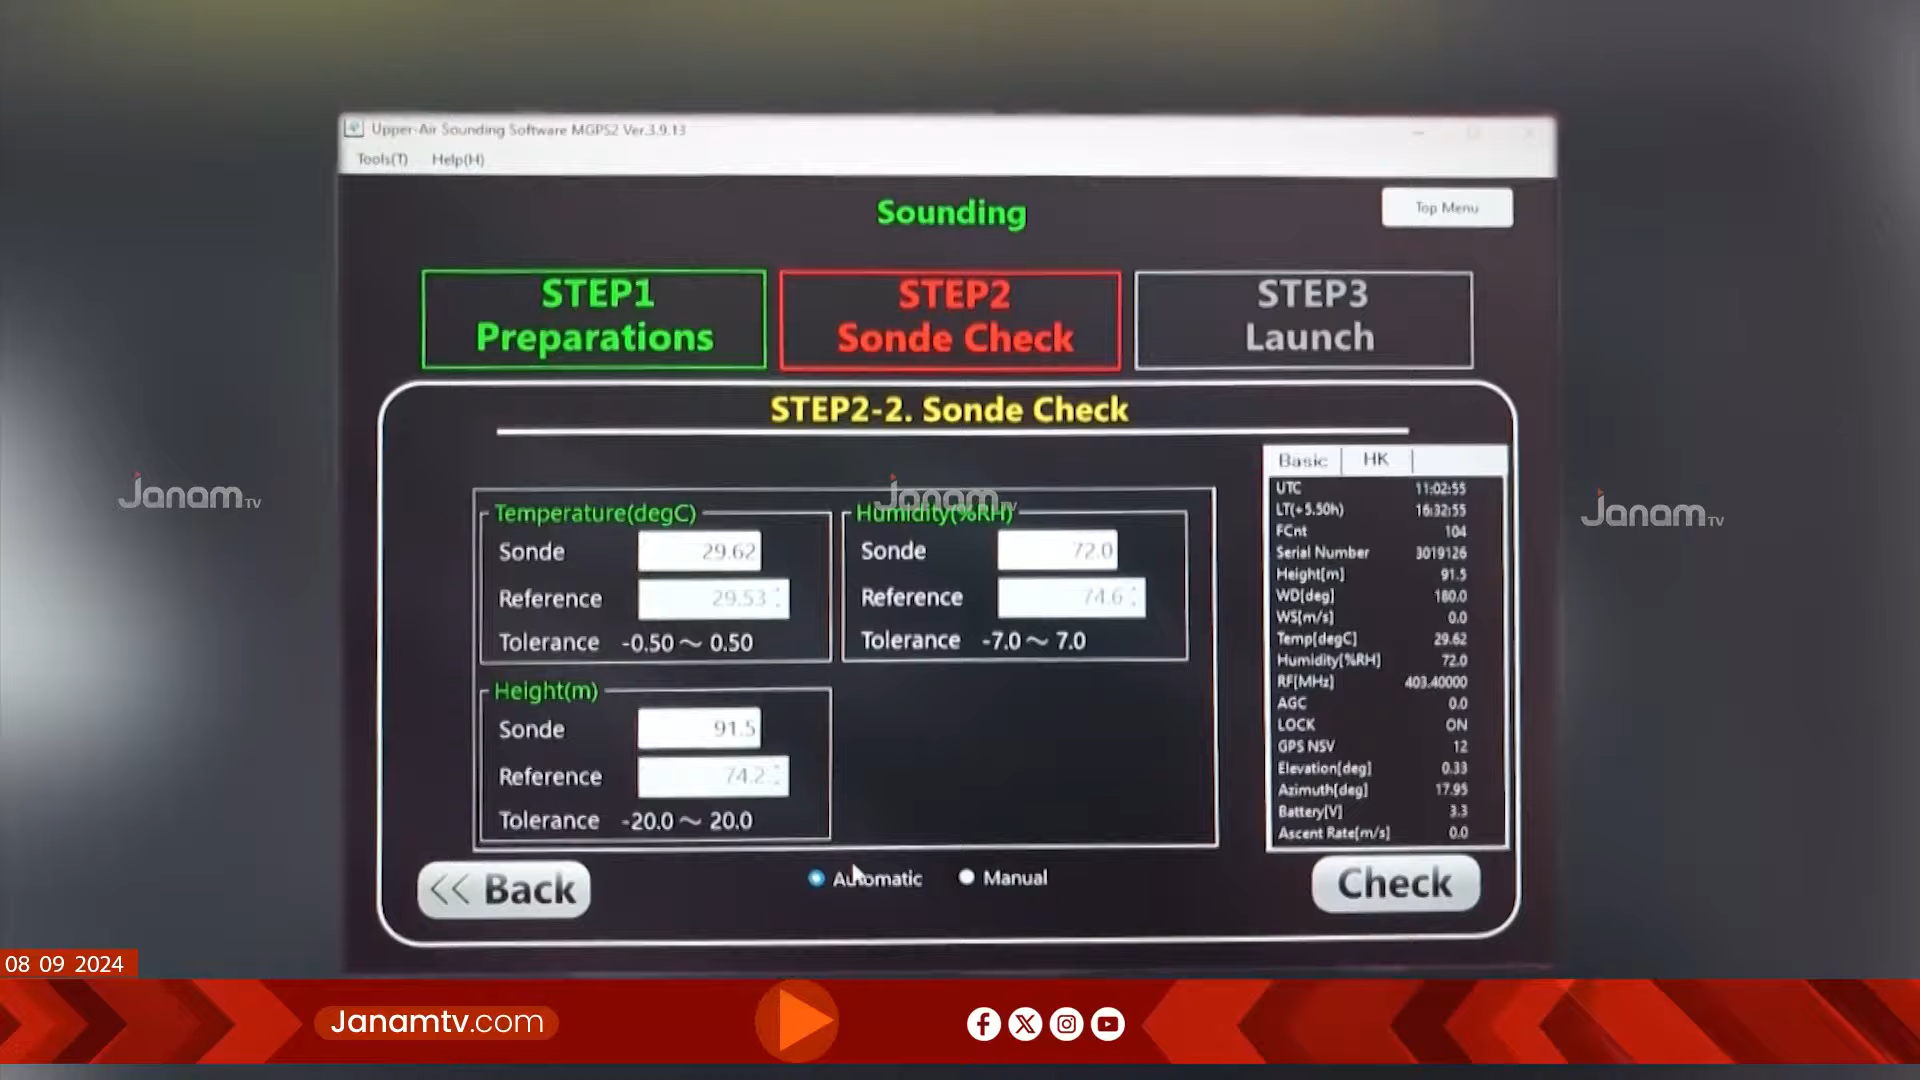 Upper-Air Sounding Software MGPS2 Ver.3.9.13
Tools(T) Help(H)
Sounding
Top Menu
STEP1
Preparations
STEP2
Sonde Check
STEP3
Launch
STEP2-2. Sonde Check
Temperature(degC)
Sonde 29.62
Reference 29.53
Tolerance -0.50 ~ 0.50
Humidity(%RH)
Sonde 72.0
Reference 74.6
Tolerance -7.0 ~ 7.0
Height(m)
Sonde 91.5
Reference 74.2
Tolerance -20.0 ~ 20.0
Basic HK
UTC 11:02:55
LT(+5.50h) 16:32:55
FCnt 104
Serial Number 3019126
Height[m] 91.5
WD[deg] 180.0
WS[m/s] 0.0
Temp[degC] 29.62
Humidity[%RH] 72.0
RF[MHz] 403.40000
AGC 0.0
LOCK ON
GPS NSV 12
Elevation[deg] 0.33
Azimuth[deg] 17.95
Battery[V] 3.3
Ascent Rate[m/s] 0.0
<< Back
Automatic Manual
Check
Janam TV
Janam TV
Janam TV
08 09 2024
Janamtv.com